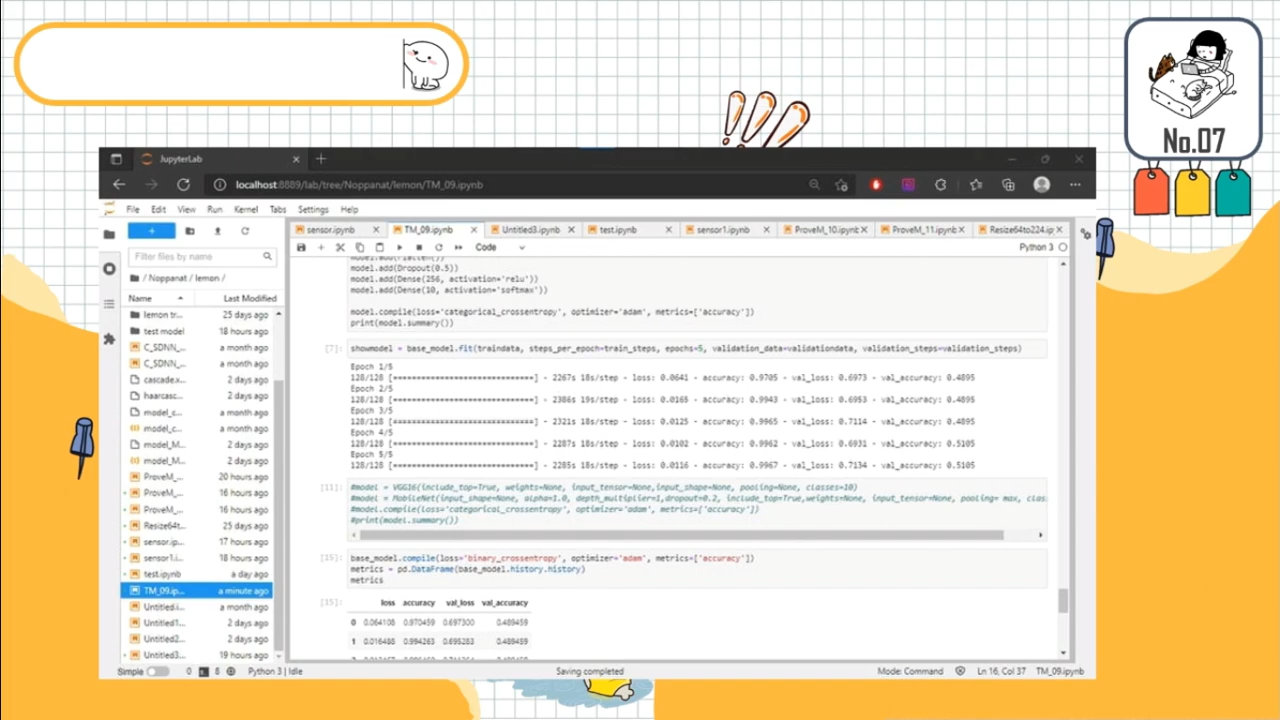 No.07
JupyterLab
localhost:8889/lab/tree/Noppanat/lemon/TM_09.ipynb
File Edit View Run Kernel Tabs Settings Help
sensor.ipynb TM_09.ipynb Untitled3.ipynb test.ipynb sensor1.ipynb ProveM_10.ipynb ProveM_11.ipynb Resize64to224.ip
Code
Python 3
Filter files by name
/ Noppanat / lemon /
Name Last Modified
lemon tr... 25 days ago
test model 18 hours ago
C_SDNN_... a month ago
C_SDNN_... a month ago
cascade.x... 2 days ago
haarcasc... 2 days ago
model_c... a month ago
model_c... a month ago
model_M... 2 days ago
model_M... 2 days ago
ProveM_... 20 hours ago
ProveM_... 16 hours ago
ProveM_... 16 hours ago
Resize64t... 25 days ago
sensor.ip... 17 hours ago
sensor1.i... 18 hours ago
test.ipynb a day ago
TM_09.ip... a minute ago
Untitled.i... a month ago
Untitled1... 2 days ago
Untitled2... 2 days ago
Untitled3... 19 hours ago
model.add(Flatten())
model.add(Dropout(0.5))
model.add(Dense(256, activation='relu'))
model.add(Dense(10, activation='softmax'))
model.compile(loss='categorical_crossentropy', optimizer='adam', metrics=['accuracy'])
print(model.summary())
[7]: showmodel = base_model.fit(traindata, steps_per_epoch=train_steps, epochs=5, validation_data=validationdata, validation_steps=validation_steps)
Epoch 1/5
128/128 [==============================] - 2267s 18s/step - loss: 0.0641 - accuracy: 0.9705 - val_loss: 0.6973 - val_accuracy: 0.4895
Epoch 2/5
128/128 [==============================] - 2386s 19s/step - loss: 0.0165 - accuracy: 0.9943 - val_loss: 0.6953 - val_accuracy: 0.4895
Epoch 3/5
128/128 [==============================] - 2321s 18s/step - loss: 0.0125 - accuracy: 0.9965 - val_loss: 0.7114 - val_accuracy: 0.4895
Epoch 4/5
128/128 [==============================] - 2287s 18s/step - loss: 0.0102 - accuracy: 0.9962 - val_loss: 0.6931 - val_accuracy: 0.5105
Epoch 5/5
128/128 [==============================] - 2285s 18s/step - loss: 0.0116 - accuracy: 0.9967 - val_loss: 0.7134 - val_accuracy: 0.5105
[11]: #model = VGG16(include_top=True, weights=None, input_tensor=None,input_shape=None, pooling=None, classes=10)
#model = MobileNet(input_shape=None, alpha=1.0, depth_multiplier=1,dropout=0.2, include_top=True,weights=None, input_tensor=None, pooling= max, clas
#model.compile(loss='categorical_crossentropy', optimizer='adam', metrics=['accuracy'])
#print(model.summary())
[15]: base_model.compile(loss='binary_crossentropy', optimizer='adam', metrics=['accuracy'])
metrics = pd.DataFrame(base_model.history.history)
metrics
[15]: loss accuracy val_loss val_accuracy
0 0.064108 0.970459 0.697300 0.489459
1 0.016488 0.994263 0.695283 0.489459
Simple 0 8 Python 3 | Idle
Saving completed
Mode: Command Ln 16, Col 37 TM_09.ipynb